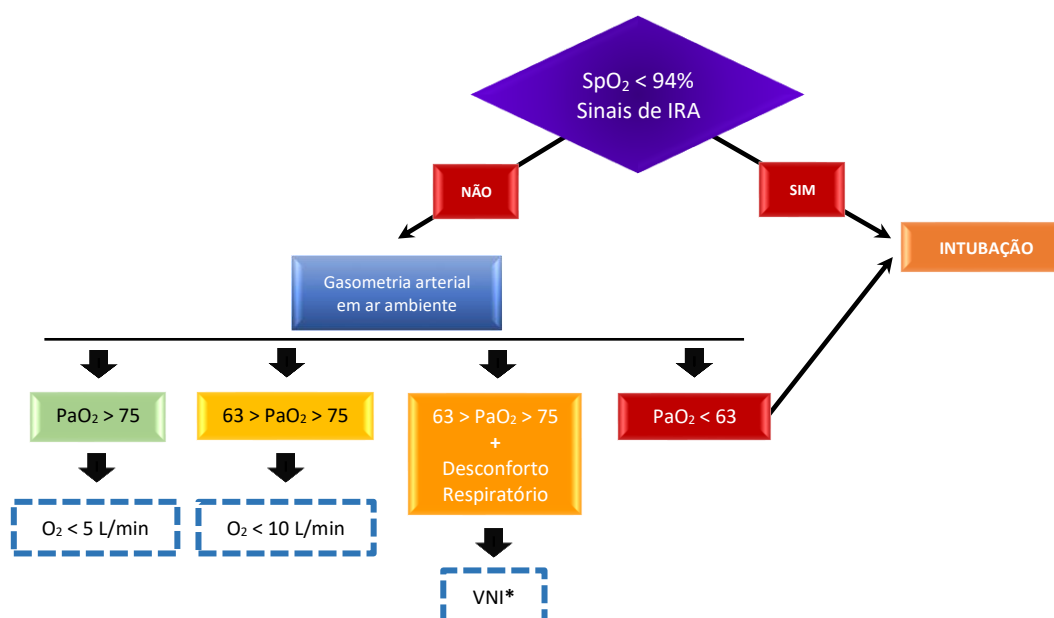 SpO₂ < 94%
Sinais de IRA
NÃO
SIM
INTUBAÇÃO
Gasometria arterial
em ar ambiente
PaO₂ > 75
63 > PaO₂ > 75
63 > PaO₂ > 75
+
Desconforto
Respiratório
PaO₂ < 63
O₂ < 5 L/min
O₂ < 10 L/min
VNI*